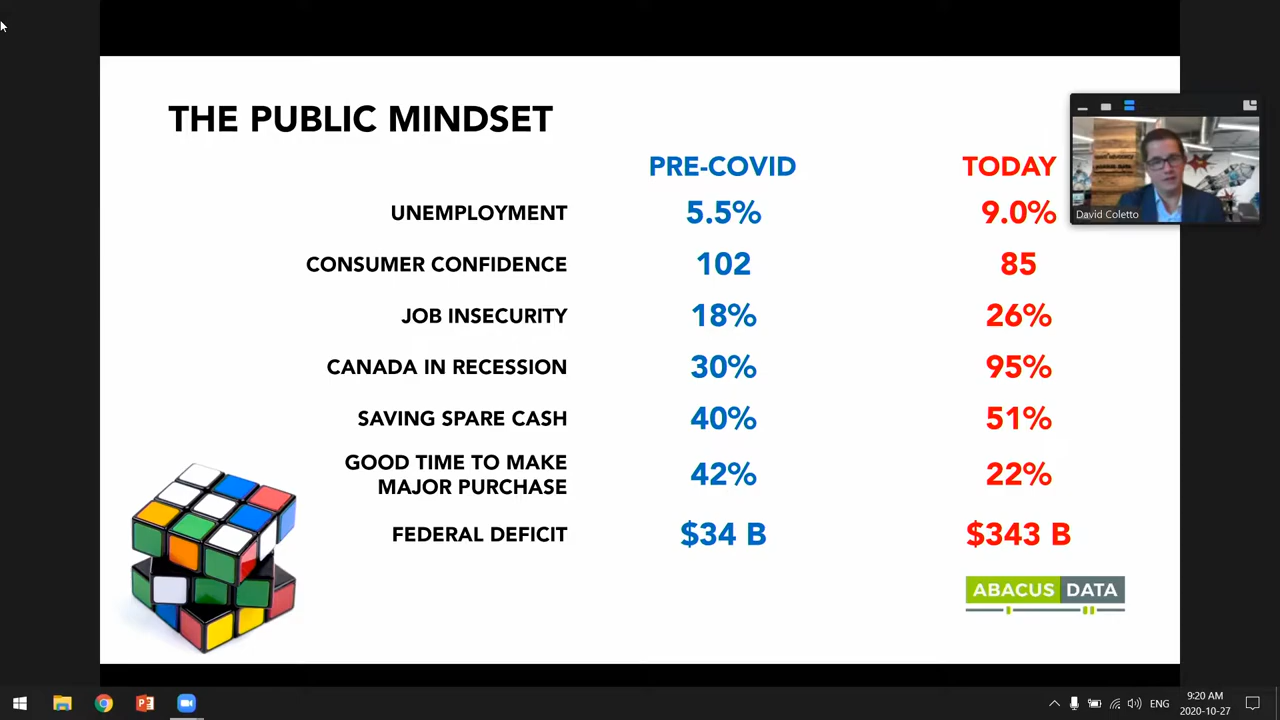 THE PUBLIC MINDSET
PRE-COVID TODAY
UNEMPLOYMENT 5.5% 9.0%
CONSUMER CONFIDENCE 102 85
JOB INSECURITY 18% 26%
CANADA IN RECESSION 30% 95%
SAVING SPARE CASH 40% 51%
GOOD TIME TO MAKE
MAJOR PURCHASE 42% 22%
FEDERAL DEFICIT $34 B $343 B
ABACUS DATA
David Coletto
ENG
9:20 AM
2020-10-27